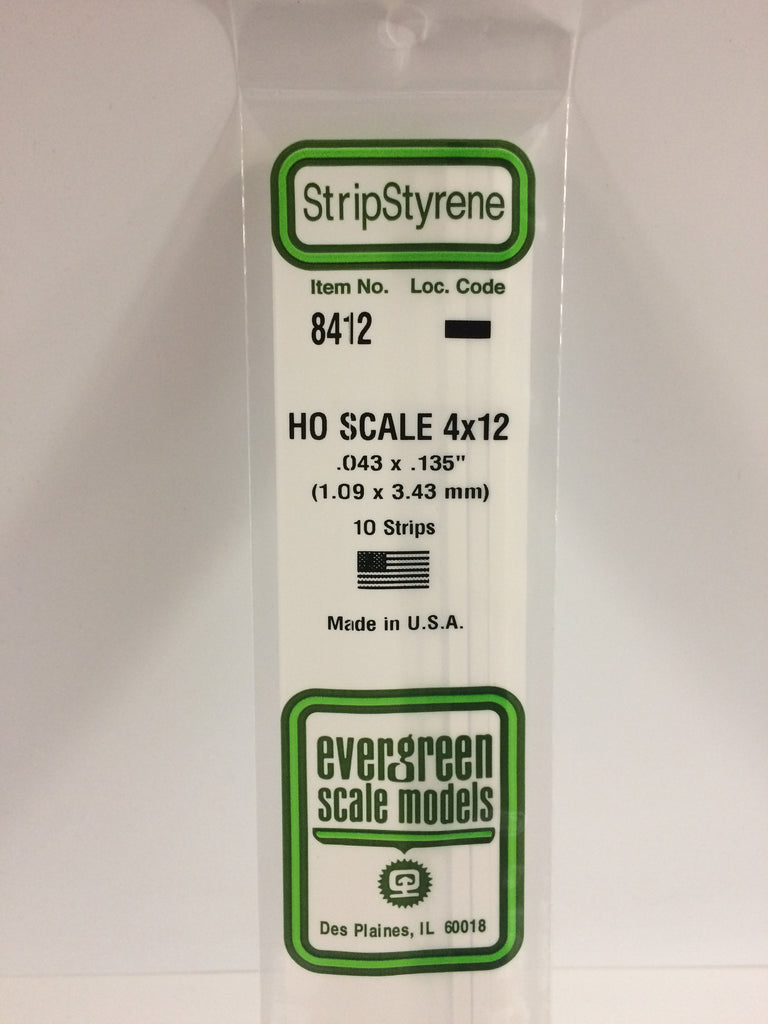 StripStyrene
Item No. Loc. Code
8412
HO SCALE 4x12
.043 x .135"
(1.09 x 3.43 mm)
10 Strips
Made in U.S.A.
evergreen
scale models
Des Plaines, IL 60018